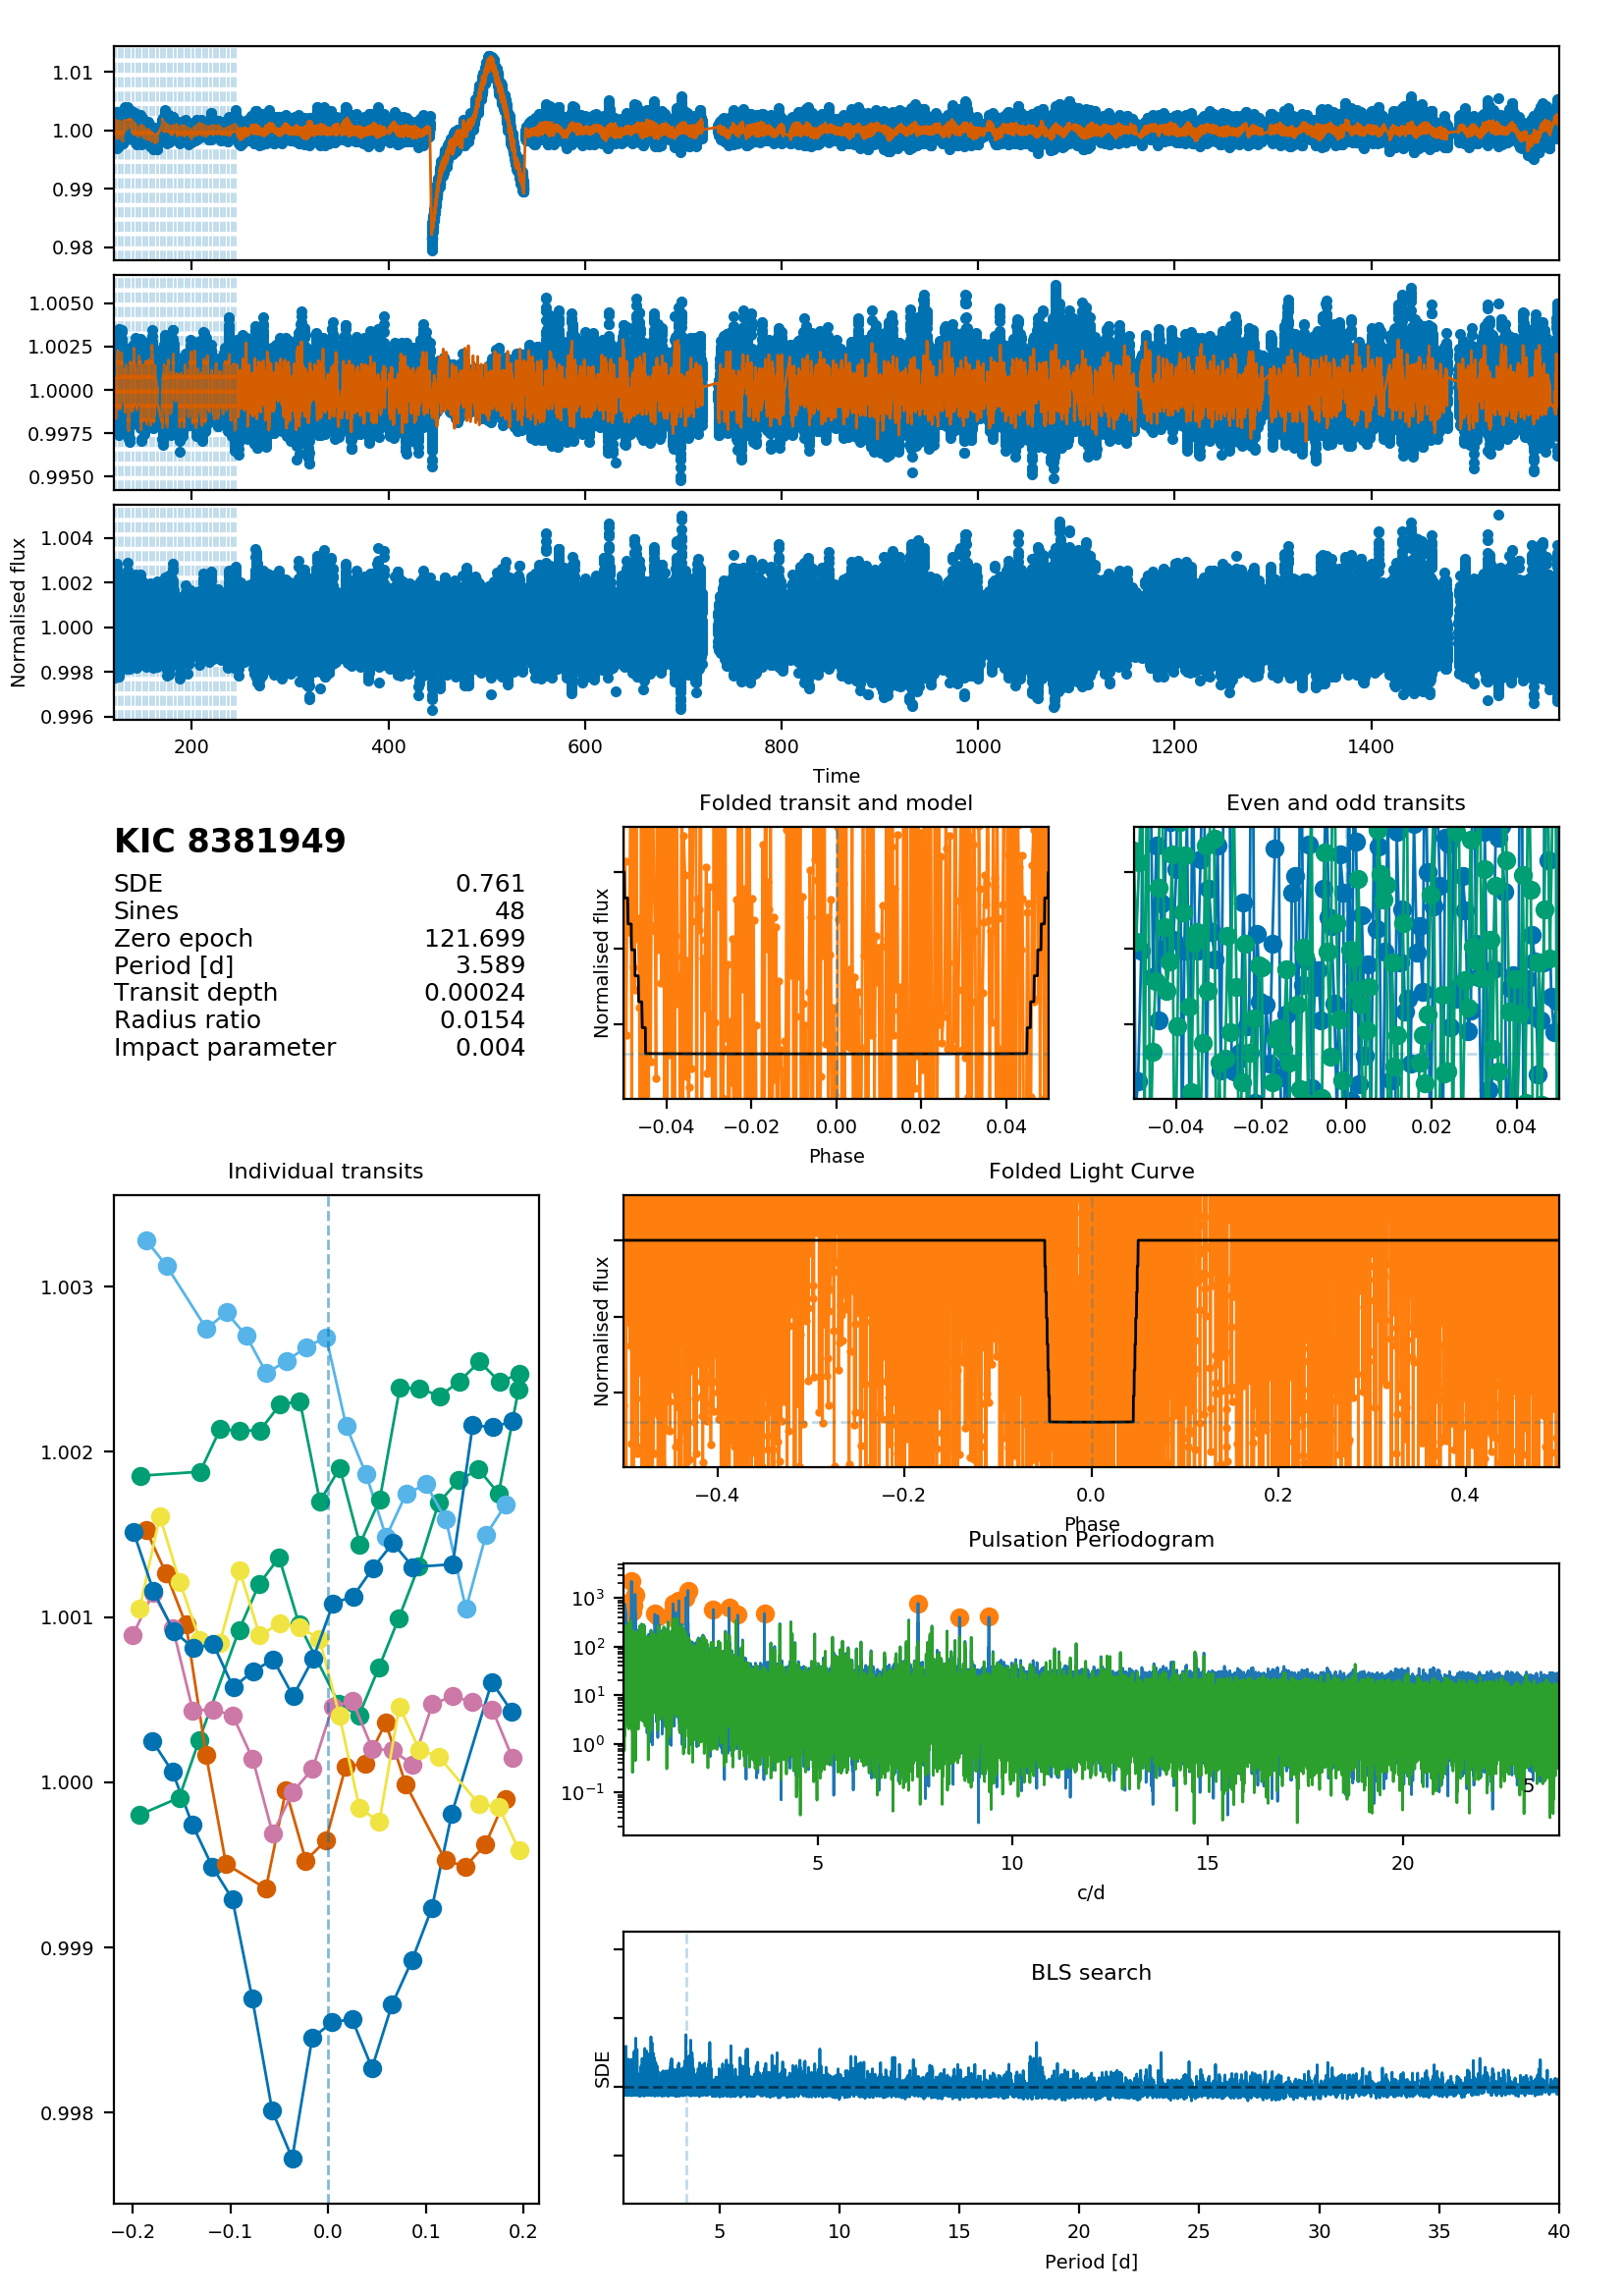 1.01
1.00
0.99
0.98
1.0050
1.0025
1.0000
0.9975
0.9950
1.004
1.002
1.000
0.998
0.996
Normalised flux
200 400 600 800 1000 1200 1400
Time
KIC 8381949
SDE 0.761
Sines 48
Zero epoch 121.699
Period [d] 3.589
Transit depth 0.00024
Radius ratio 0.0154
Impact parameter 0.004
Folded transit and model
Normalised flux
−0.04 −0.02 0.00 0.02 0.04
Phase
Even and odd transits
−0.04 −0.02 0.00 0.02 0.04
Individual transits
1.003
1.002
1.001
1.000
0.999
0.998
−0.2 −0.1 0.0 0.1 0.2
Folded Light Curve
Normalised flux
−0.4 −0.2 0.0 0.2 0.4
Phase
Pulsation Periodogram
10³
10²
10¹
10⁰
10⁻¹
5
5 10 15 20
c/d
BLS search
SDE
5 10 15 20 25 30 35 40
Period [d]